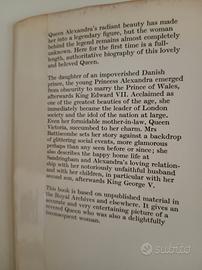 Queen Alexandra's radiant beauty has made
her into a legendary figure, but the woman
behind the legend remains almost completely
unknown. Here for the first time is a full-
length, authoritative biography of this lovely
and beloved Queen.
The daughter of an impoverished Danish
prince, the young Princess Alexandra emerged
from obscurity to marry the Prince of Wales,
afterwards King Edward VII. Acclaimed as
one of the greatest beauties of the age, she
immediately became the leader of London
society and the idol of the nation at large.
Even her formidable mother-in-law, Queen
Victoria, succumbed to her charm. Mrs
Battiscombe sets her story against a backdrop
of glittering social events, more glamorous
perhaps than any seen before or since; she
also describes the happy home life at
Sandringham and Alexandra's loving relation-
ship with her notoriously unfaithful husband
and with her children, in particular with her
second son, afterwards King George V.
This book is based on unpublished material in
the Royal Archives and elsewhere. It gives an
accurate and very entertaining picture of a
revered Queen who was also a delightfully
inconsequent woman.
Subito